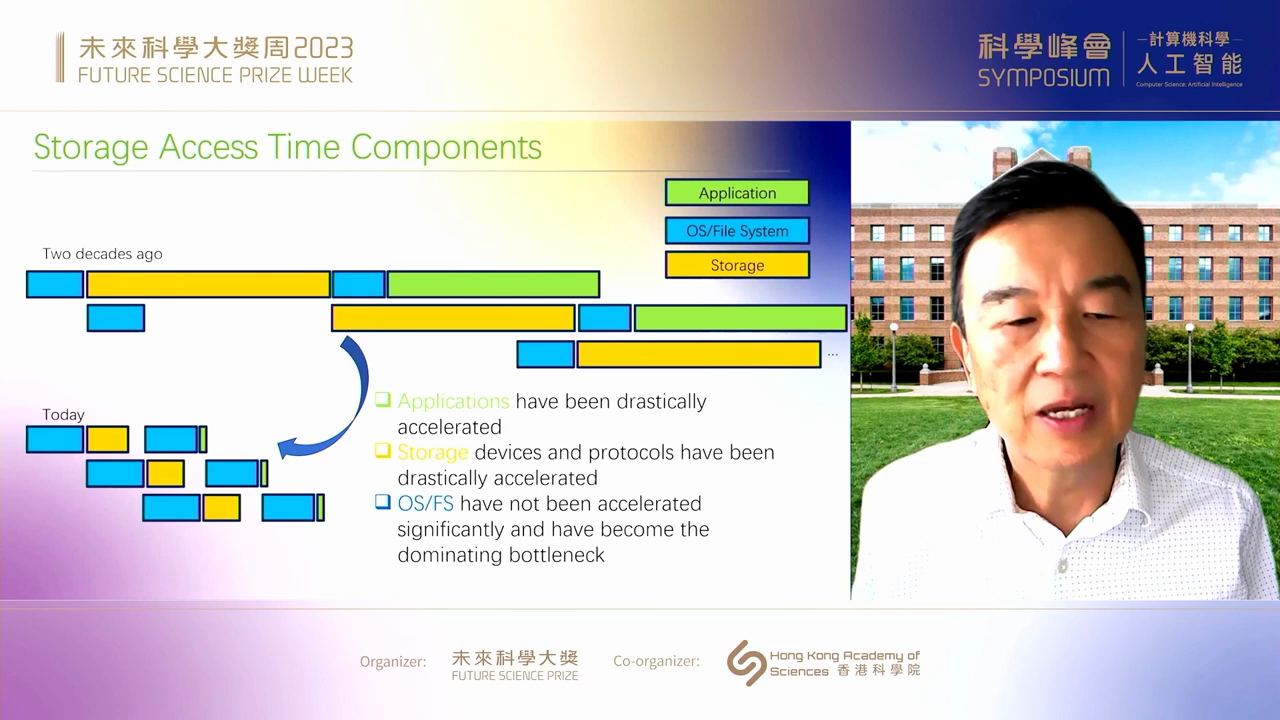 未來科學大獎周2023
FUTURE SCIENCE PRIZE WEEK
科學峰會
SYMPOSIUM
計算機科學
人工智能
Computer Science: Artificial Intelligence
Storage Access Time Components
Application
OS/File System
Storage
Two decades ago
...
Today
Applications have been drastically
accelerated
Storage devices and protocols have been
drastically accelerated
OS/FS have not been accelerated
significantly and have become the
dominating bottleneck
Organizer:
未來科學大獎
FUTURE SCIENCE PRIZE
Co-organizer:
Hong Kong Academy of
Sciences 香港科學院